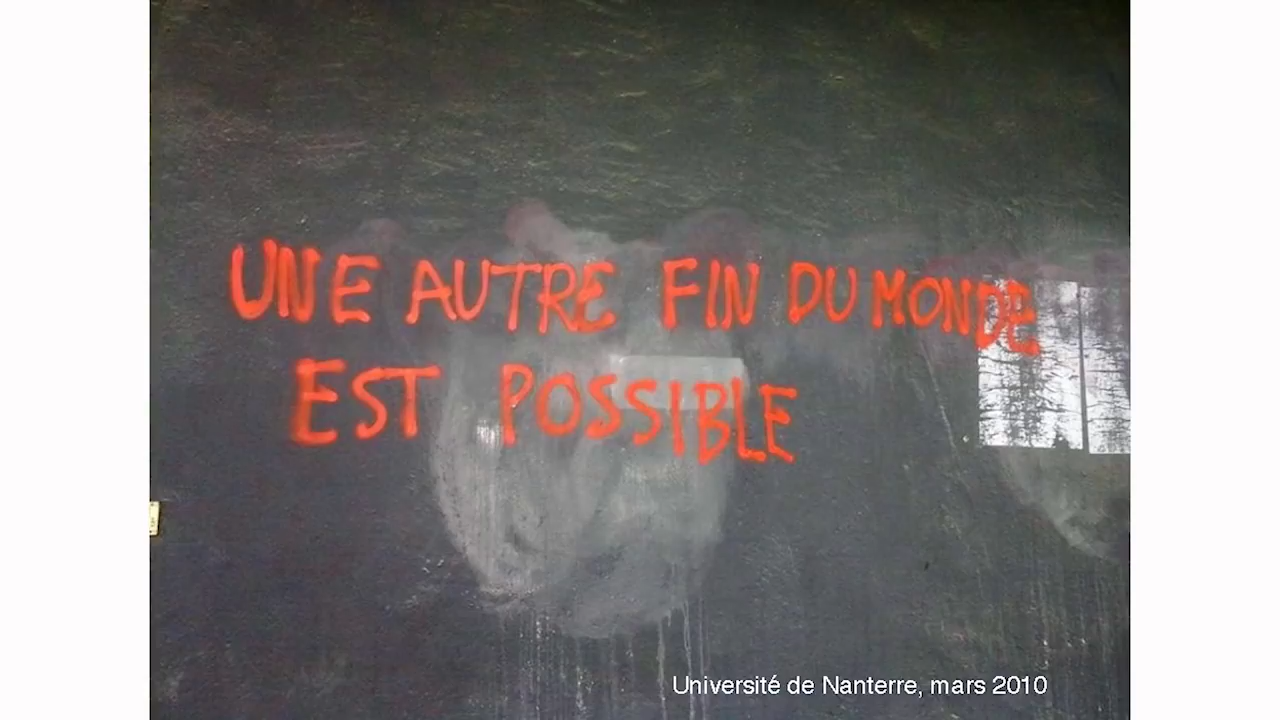 UNE AUTRE FIN DU MONDE
EST POSSIBLE
Université de Nanterre, mars 2010